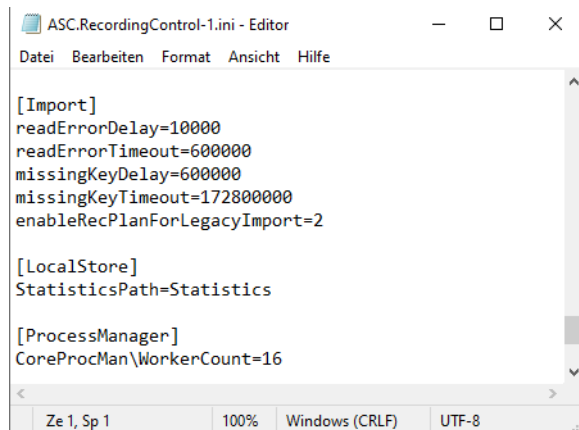 ASC.RecordingControl-1.ini - Editor
Datei Bearbeiten Format Ansicht Hilfe
[Import]
readErrorDelay=10000
readErrorTimeout=600000
missingKeyDelay=600000
missingKeyTimeout=172800000
enableRecPlanForLegacyImport=2
[LocalStore]
StatisticsPath=Statistics
[ProcessManager]
CoreProcMan\WorkerCount=16
Ze 1, Sp 1 100% Windows (CRLF) UTF-8